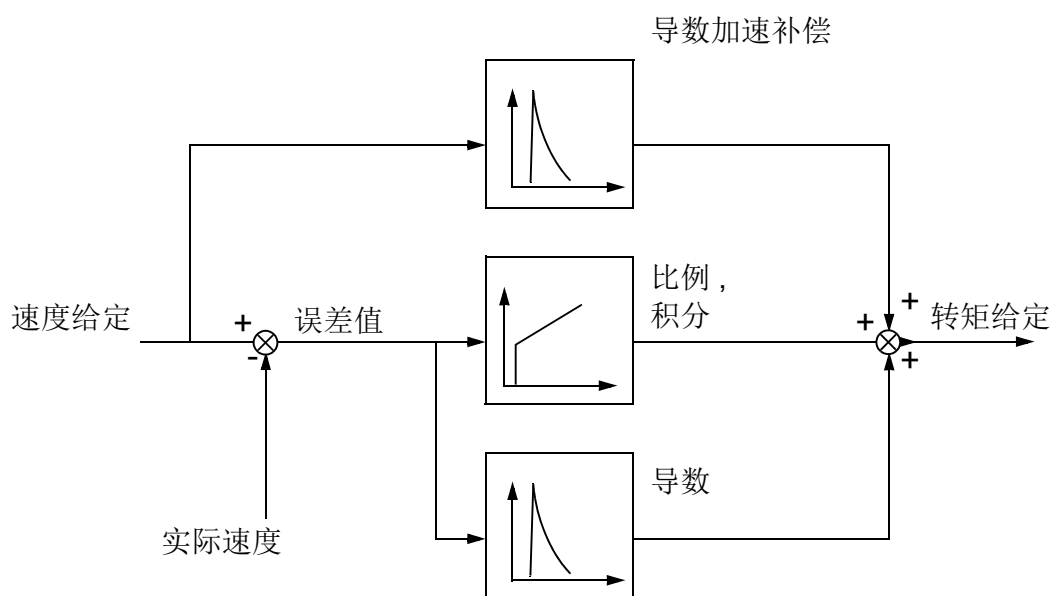 导数加速补偿
速度给定
+
-
误差值
比例 ,
积分
+
+
+
转矩给定
导数
实际速度